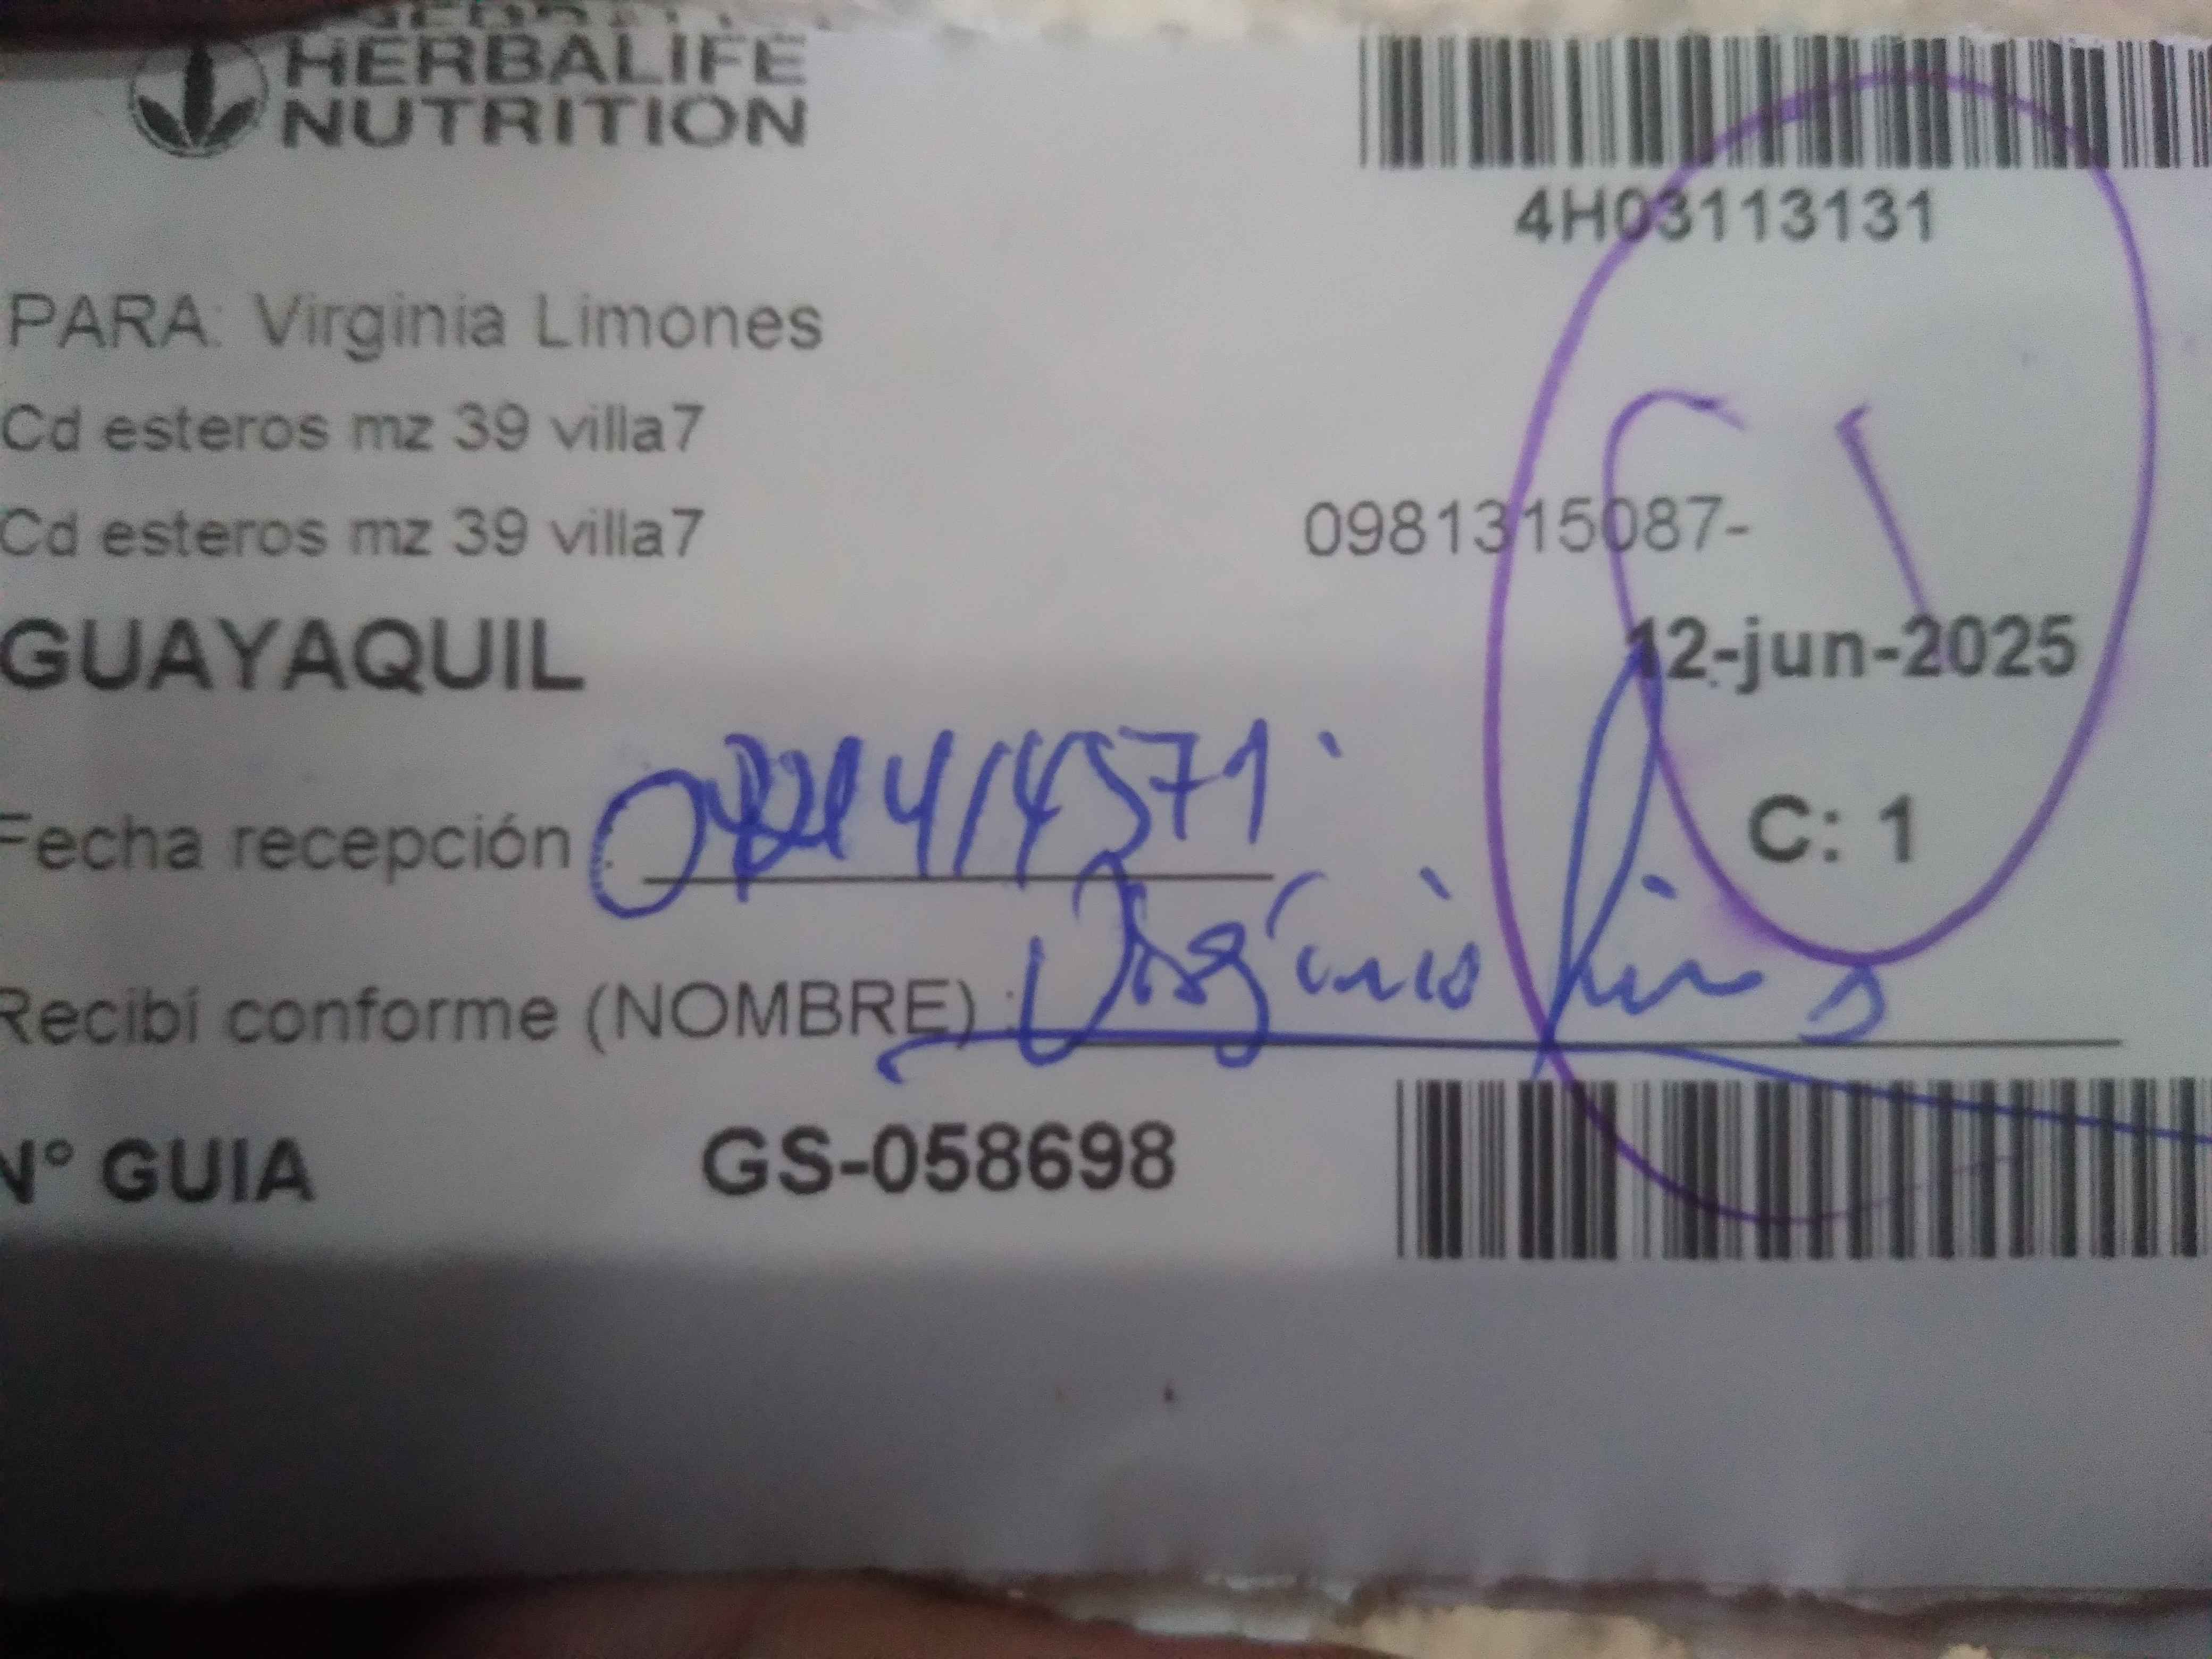 HERBALIFE
NUTRITION
4H03113131
PARA: Virginia Limones
Cd esteros mz 39 villa7
Cd esteros mz 39 villa7
0981315087-
GUAYAQUIL
12-jun-2025
C: 1
Fecha recepción :
Recibí conforme (NOMBRE) : Virginia
N° GUIA GS-058698